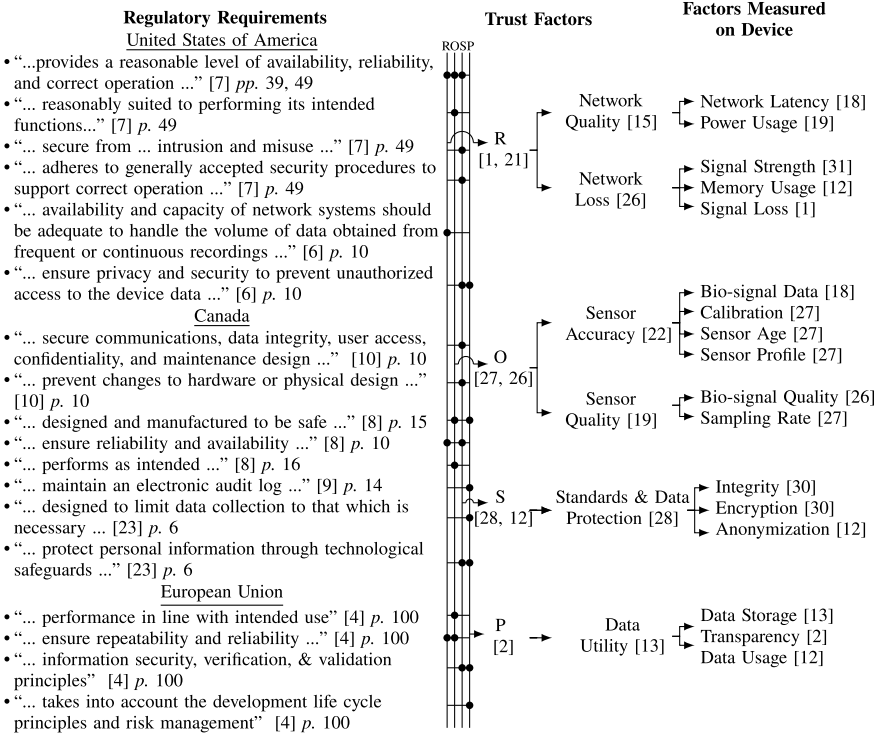 Regulatory Requirements
United States of America
• “...provides a reasonable level of availability, reliability,
and correct operation ...” [7] pp. 39, 49
• “... reasonably suited to performing its intended
functions...” [7] p. 49
• “... secure from ... intrusion and misuse ...” [7] p. 49
• “... adheres to generally accepted security procedures to
support correct operation ...” [7] p. 49
• “... availability and capacity of network systems should
be adequate to handle the volume of data obtained from
frequent or continuous recordings ...” [6] p. 10
• “... ensure privacy and security to prevent unauthorized
access to the device data ...” [6] p. 10
Canada
• “... secure communications, data integrity, user access,
confidentiality, and maintenance design ...” [10] p. 10
• “... prevent changes to hardware or physical design ...”
[10] p. 10
• “... designed and manufactured to be safe ...” [8] p. 15
• “... ensure reliability and availability ...” [8] p. 10
• “... performs as intended ...” [8] p. 16
• “... maintain an electronic audit log ...” [9] p. 14
• “... designed to limit data collection to that which is
necessary ... [23] p. 6
• “... protect personal information through technological
safeguards ...” [23] p. 6
European Union
• “... performance in line with intended use” [4] p. 100
• “... ensure repeatability and reliability ...” [4] p. 100
• “... information security, verification, & validation
principles” [4] p. 100
• “... takes into account the development life cycle
principles and risk management” [4] p. 100
ROSP
Trust Factors
R
[1, 21]
Network
Quality [15]
Network
Loss [26]
O
[27, 26]
Sensor
Accuracy [22]
Sensor
Quality [19]
S
[28, 12]
Standards & Data
Protection [28]
P
[2]
Data
Utility [13]
Factors Measured
on Device
Network Latency [18]
Power Usage [19]
Signal Strength [31]
Memory Usage [12]
Signal Loss [1]
Bio-signal Data [18]
Calibration [27]
Sensor Age [27]
Sensor Profile [27]
Bio-signal Quality [26]
Sampling Rate [27]
Integrity [30]
Encryption [30]
Anonymization [12]
Data Storage [13]
Transparency [2]
Data Usage [12]